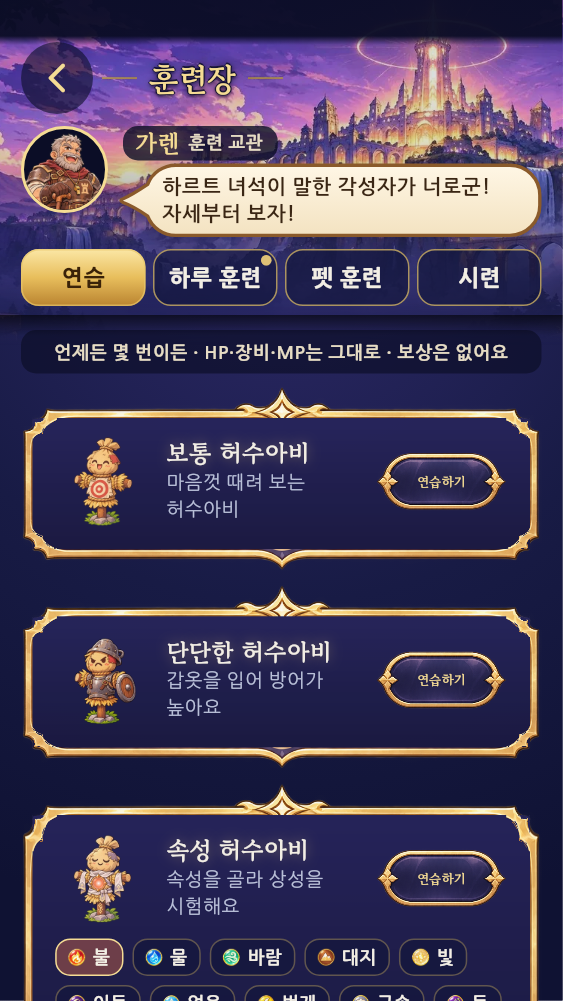 훈련장
가렌 훈련 교관
하르트 녀석이 말한 각성자가 너로군!
자세부터 보자!
연습 하루 훈련 펫 훈련 시련
언제든 몇 번이든 · HP·장비·MP는 그대로 · 보상은 없어요
보통 허수아비
마음껏 때려 보는
허수아비
연습하기
단단한 허수아비
갑옷을 입어 방어가
높아요
연습하기
속성 허수아비
속성을 골라 상성을
시험해요
연습하기
불 물 바람 대지 빛